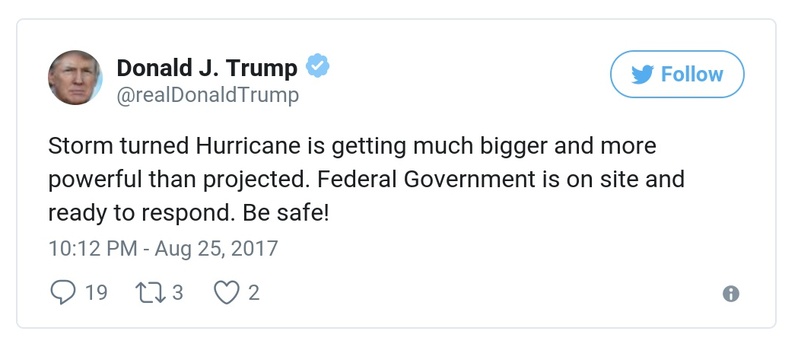 Donald J. Trump
Follow
@realDonaldTrump
Storm turned Hurricane is getting much bigger and more
powerful than projected. Federal Government is on site and
ready to respond. Be safe!
10:12 PM - Aug 25, 2017
19 3 2